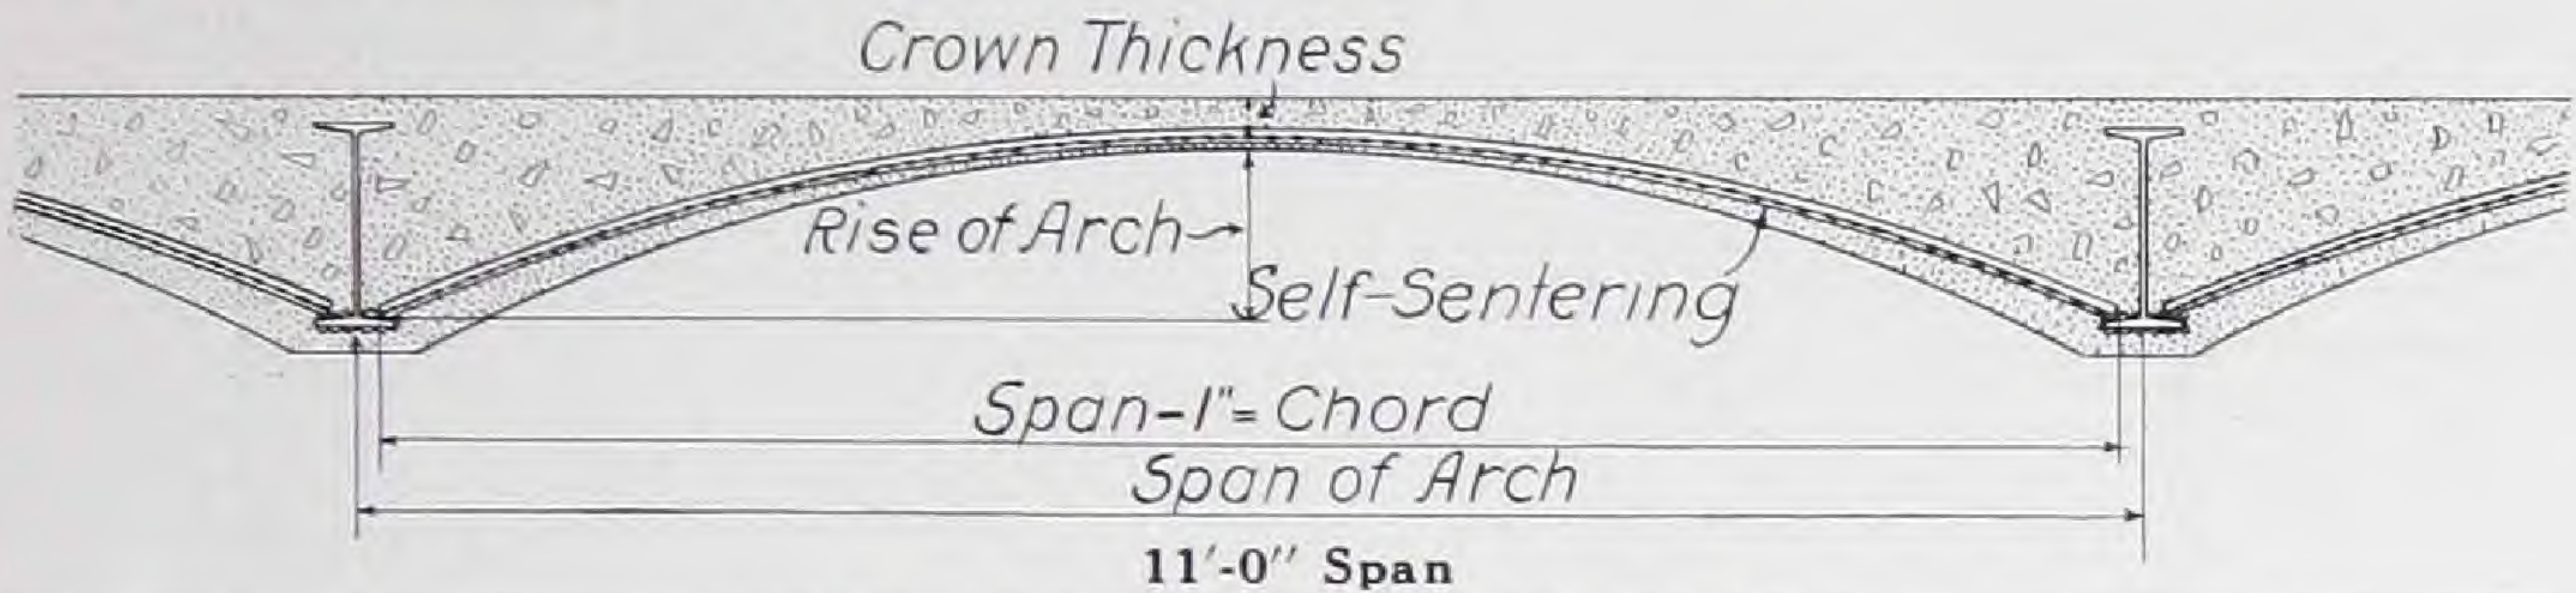 Crown Thickness
Rise of Arch
Self-Sentering
Span-1"= Chord
Span of Arch
11'-0" Span